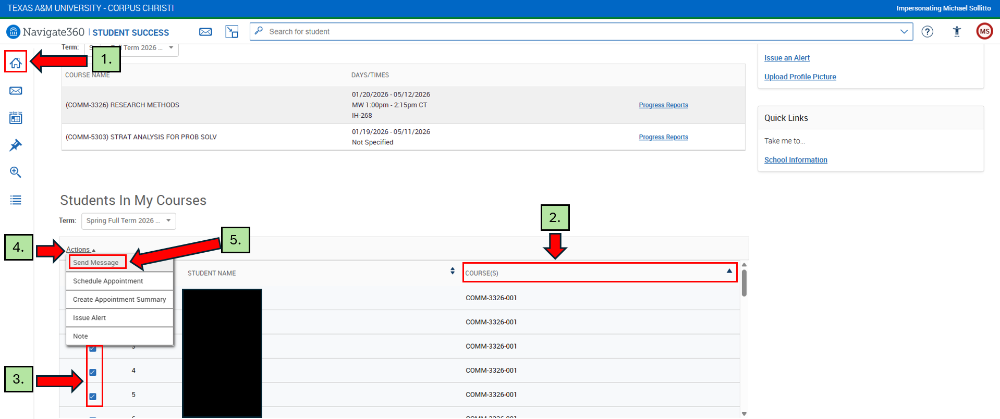 TEXAS A&M UNIVERSITY - CORPUS CHRISTI
Impersonating Michael Sollitto
Navigate360 | STUDENT SUCCESS
Search for student
?
MS
Term:
Spring Full Term 2026 ...
1.
Issue an Alert
Upload Profile Picture
COURSE NAME
DAYS/TIMES
(COMM-3326) RESEARCH METHODS
01/20/2026 - 05/12/2026
MW 1:00pm - 2:15pm CT
IH-268
Progress Reports
(COMM-5303) STRAT ANALYSIS FOR PROB SOLV
01/19/2026 - 05/11/2026
Not Specified
Progress Reports
Quick Links
Take me to...
School Information
Students In My Courses
Term:
Spring Full Term 2026 ...
2.
4.
5.
Actions
Send Message
Schedule Appointment
Create Appointment Summary
Issue Alert
Note
STUDENT NAME
COURSE(S)
COMM-3326-001
COMM-3326-001
3 COMM-3326-001
3.
4 COMM-3326-001
5 COMM-3326-001
6 COMM-3326-001